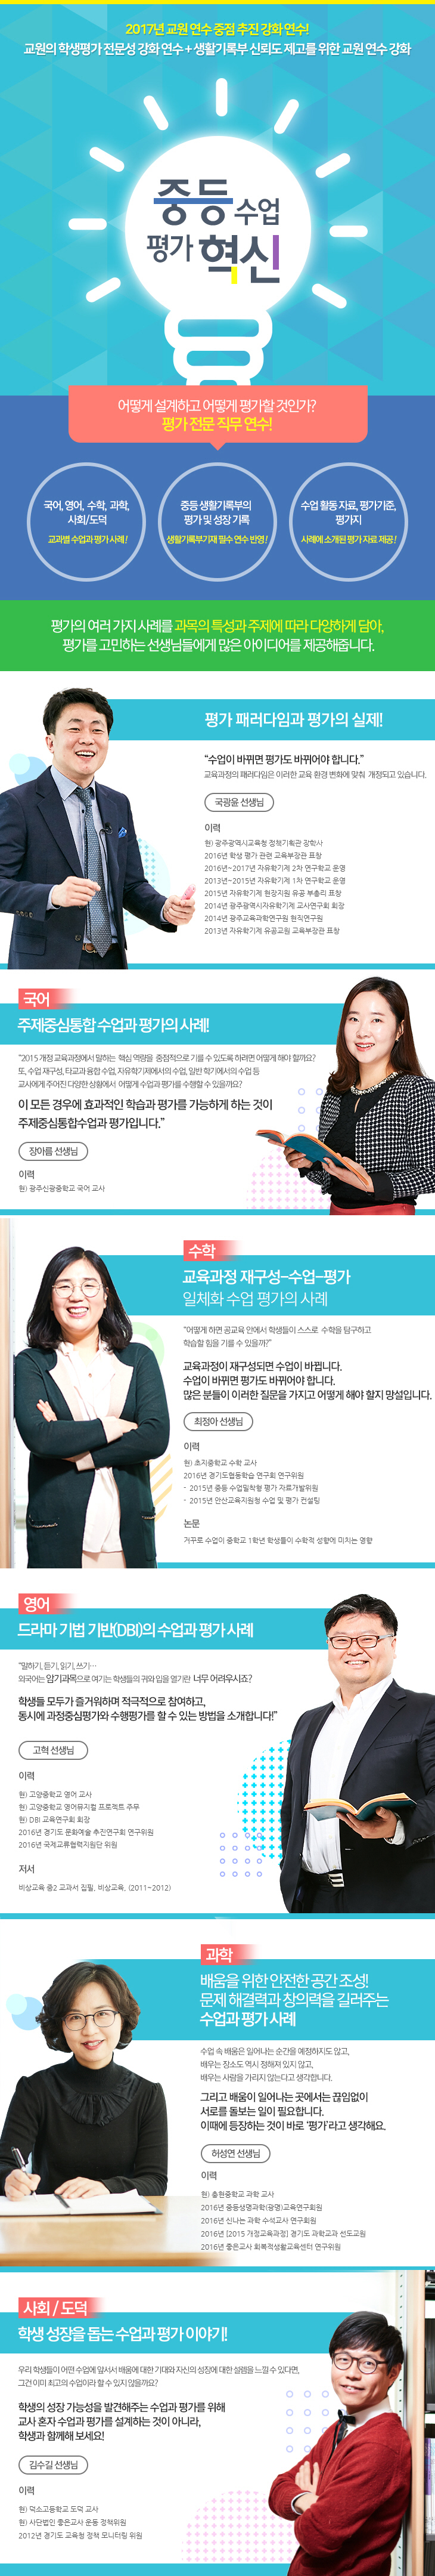 2017년 교원 연수 중점 추진 강화 연수!
교원의 학생평가 전문성 강화 연수 + 생활기록부 신뢰도 제고를 위한 교원 연수 강화
중등 수업
평가 혁신
어떻게 설계하고 어떻게 평가할 것인가?
평가 전문 직무 연수!
국어, 영어, 수학, 과학,
사회/도덕
교과별 수업과 평가 사례!
중등 생활기록부의
평가 및 성장 기록
생활기록부기재 필수 연수 반영!
수업 활동 자료, 평가기준,
평가지
사례에 소개된 평가 자료 제공!
평가의 여러 가지 사례를 과목의 특성과 주제에 따라 다양하게 담아,
평가를 고민하는 선생님들에게 많은 아이디어를 제공해줍니다.
평가 패러다임과 평가의 실제!
“수업이 바뀌면 평가도 바뀌어야 합니다.”
교육과정의 패러다임은 이러한 교육 환경 변화에 맞춰 개정되고 있습니다.
국광윤 선생님
이력
현) 광주광역시교육청 정책기획관 장학사
2016년 학생 평가 관련 교육부장관 표창
2016년~2017년 자유학기제 2차 연구학교 운영
2013년~2015년 자유학기제 1차 연구학교 운영
2015년 자유학기제 현장지원 유공 부총리 표창
2014년 광주광역시자유학기제 교사연구회 회장
2014년 광주교육과학연구원 현직연구원
2013년 자유학기제 유공교원 교육부장관 표창
국어
주제중심통합 수업과 평가의 사례!
“2015 개정 교육과정에서 말하는 핵심 역량을 중점적으로 기를 수 있도록 하려면 어떻게 해야 할까요?
또, 수업 재구성, 타교과 융합 수업, 자유학기제에서의 수업, 일반 학기에서의 수업 등
교사에게 주어진 다양한 상황에서 어떻게 수업과 평가를 수행할 수 있을까요?
이 모든 경우에 효과적인 학습과 평가를 가능하게 하는 것이
주제중심통합수업과 평가입니다.”
장아름 선생님
이력
현) 광주신광중학교 국어 교사
수학
교육과정 재구성-수업-평가
일체화 수업 평가의 사례
“어떻게 하면 공교육 안에서 학생들이 스스로 수학을 탐구하고
학습할 힘을 기를 수 있을까?”
교육과정이 재구성되면 수업이 바뀝니다.
수업이 바뀌면 평가도 바뀌어야 합니다.
많은 분들이 이러한 질문을 가지고 어떻게 해야 할지 망설입니다.
최정아 선생님
이력
현) 초지중학교 수학 교사
2016년 경기도협동학습 연구회 연구위원
- 2015년 중등 수업밀착형 평가 자료개발위원
- 2015년 안산교육지원청 수업 및 평가 컨설팅
논문
거꾸로 수업이 중학교 1학년 학생들이 수학적 성향에 미치는 영향
영어
드라마 기법 기반(DBI)의 수업과 평가 사례
“말하기, 듣기, 읽기, 쓰기…
외국어는 암기과목으로 여기는 학생들의 귀와 입을 열기란 너무 어려우시죠?
학생들 모두가 즐거워하며 적극적으로 참여하고,
동시에 과정중심평가와 수행평가를 할 수 있는 방법을 소개합니다!”
고혁 선생님
이력
현) 고양중학교 영어 교사
현) 고양중학교 영어뮤지컬 프로젝트 주무
현) DBI 교육연구회 회장
2016년 경기도 문화예술 추진연구회 연구위원
2016년 국제교류협력지원단 위원
저서
비상교육 중2 교과서 집필, 비상교육, (2011~2012)
과학
배움을 위한 안전한 공간 조성!
문제 해결력과 창의력을 길러주는
수업과 평가 사례
수업 속 배움은 일어나는 순간을 예정하지도 않고,
배우는 장소도 역시 정해져 있지 않고,
배우는 사람을 가리지 않는다고 생각합니다.
그리고 배움이 일어나는 곳에서는 끊임없이
서로를 돌보는 일이 필요합니다.
이때에 등장하는 것이 바로 ‘평가’라고 생각해요.
허성연 선생님
이력
현) 충현중학교 과학 교사
2016년 중등생명과학(광명)교육연구회원
2016년 신나는 과학 수석교사 연구회원
2016년 [2015 개정교육과정] 경기도 과학교과 선도교원
2016년 좋은교사 회복적생활교육센터 연구위원
사회 / 도덕
학생 성장을 돕는 수업과 평가 이야기!
우리 학생들이 어떤 수업에 앞서서 배움에 대한 기대와 자신의 성장에 대한 설렘을 느낄 수 있다면,
그건 이미 최고의 수업이라 할 수 있지 않을까요?
학생의 성장 가능성을 발견해주는 수업과 평가를 위해
교사 혼자 수업과 평가를 설계하는 것이 아니라,
학생과 함께해 보세요!
김수길 선생님
이력
현) 덕소고등학교 도덕 교사
현) 사단법인 좋은교사 운동 정책위원
2012년 경기도 교육청 정책 모니터링 위원